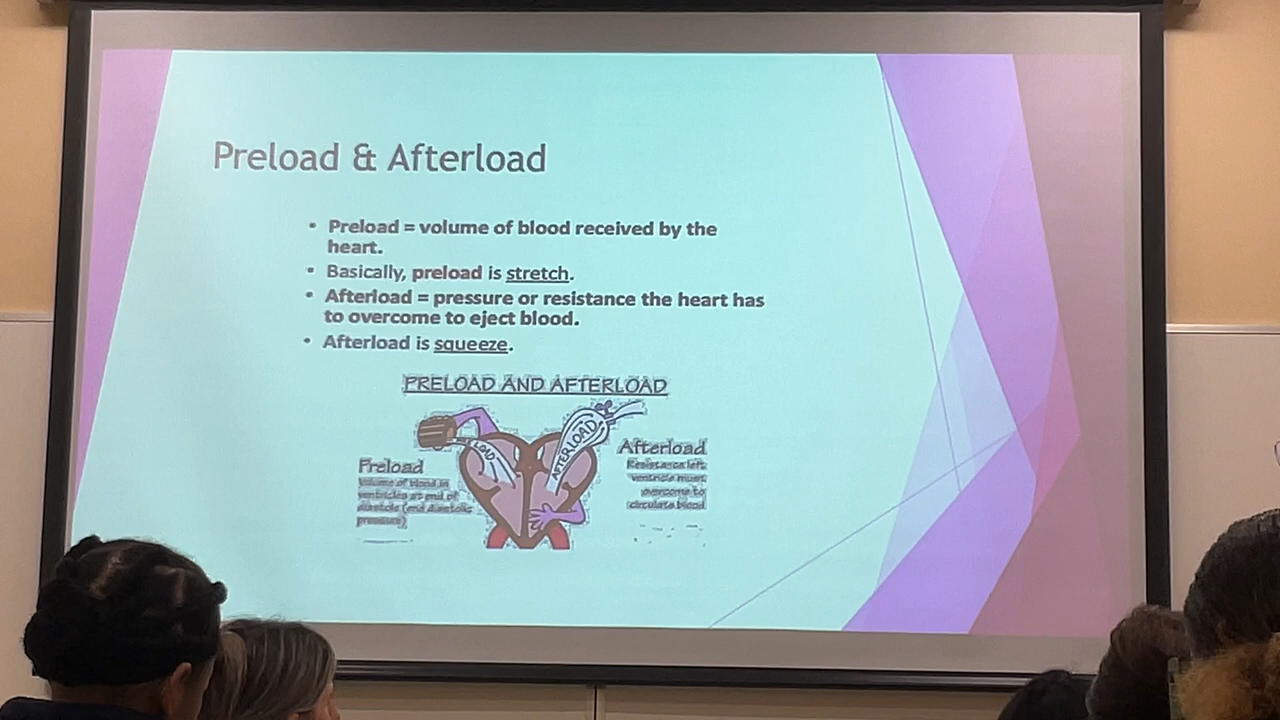 Preload & Afterload
• Preload = volume of blood received by the
heart.
• Basically, preload is stretch.
• Afterload = pressure or resistance the heart has
to overcome to eject blood.
• Afterload is squeeze.
PRELOAD AND AFTERLOAD
LOAD
AFTERLOAD
Preload
Volume of blood in
ventricles at end of
diastole (end diastolic
pressure)
Afterload
Resistance left
ventricle must
overcome to
circulate blood